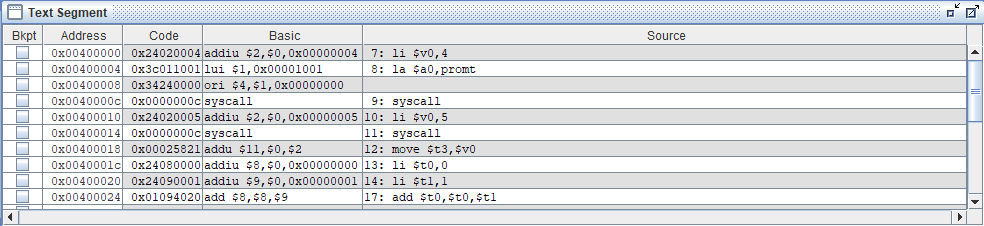 Text Segment
Bkpt Address Code Basic Source
0x00400000 0x24020004 addiu $2,$0,0x00000004 7: li $v0,4
0x00400004 0x3c011001 lui $1,0x00001001 8: la $a0,promt
0x00400008 0x34240000 ori $4,$1,0x00000000
0x0040000c 0x0000000c syscall 9: syscall
0x00400010 0x24020005 addiu $2,$0,0x00000005 10: li $v0,5
0x00400014 0x0000000c syscall 11: syscall
0x00400018 0x00025821 addu $11,$0,$2 12: move $t3,$v0
0x0040001c 0x24080000 addiu $8,$0,0x00000000 13: li $t0,0
0x00400020 0x24090001 addiu $9,$0,0x00000001 14: li $t1,1
0x00400024 0x01094020 add $8,$8,$9 17: add $t0,$t0,$t1